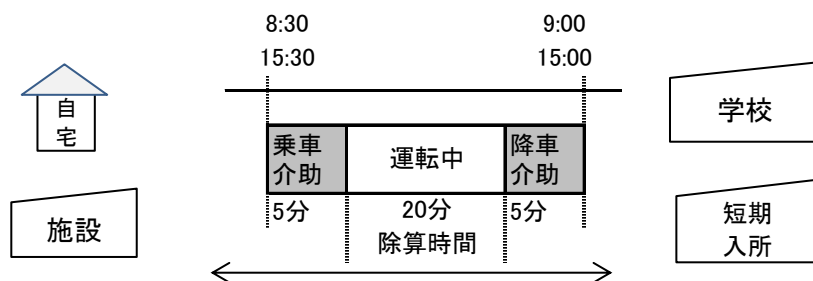 8:30
9:00
15:30
15:00
自
宅
学校
乗車
介助
運転中
降車
介助
5分
20分
5分
施設
除算時間
短期
入所